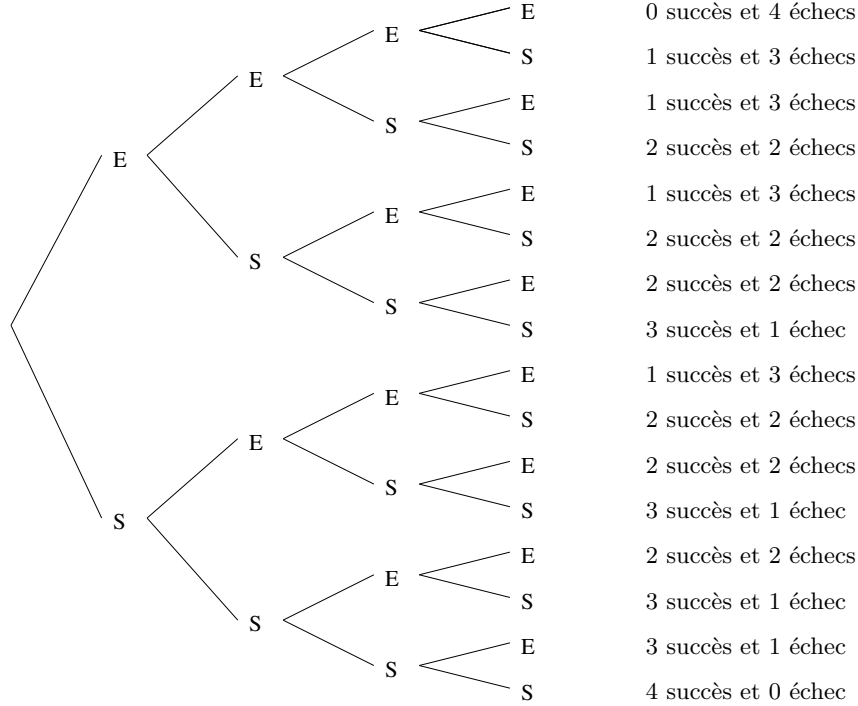 E 0 succès et 4 échecs
E
S 1 succès et 3 échecs
E
E 1 succès et 3 échecs
S
S 2 succès et 2 échecs
E
E 1 succès et 3 échecs
E
S 2 succès et 2 échecs
S
E 2 succès et 2 échecs
S
S 3 succès et 1 échec
E 1 succès et 3 échecs
E
S 2 succès et 2 échecs
E
E 2 succès et 2 échecs
S
S 3 succès et 1 échec
S
E 2 succès et 2 échecs
E
S 3 succès et 1 échec
S
E 3 succès et 1 échec
S
S 4 succès et 0 échec